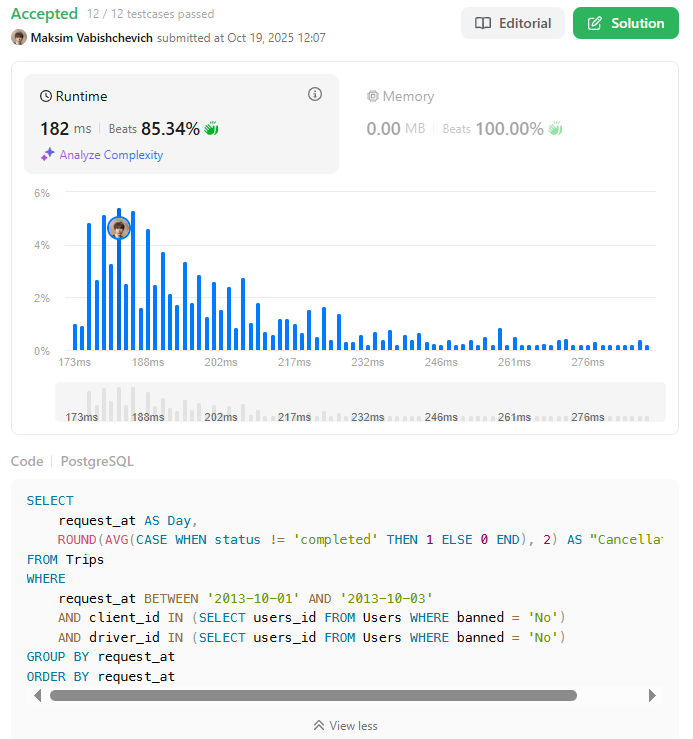 Accepted 12 / 12 testcases passed
Editorial
Solution
Maksim Vabishchevich submitted at Oct 19, 2025 12:07
Runtime
182 ms | Beats 85.34%
Analyze Complexity
Memory
0.00 MB | Beats 100.00%
6%
4%
2%
0%
173ms 188ms 202ms 217ms 232ms 246ms 261ms 276ms
173ms 188ms 202ms 217ms 232ms 246ms 261ms 276ms
Code | PostgreSQL
SELECT
    request_at AS Day,
    ROUND(AVG(CASE WHEN status != 'completed' THEN 1 ELSE 0 END), 2) AS "Cancella
FROM Trips
WHERE
    request_at BETWEEN '2013-10-01' AND '2013-10-03'
    AND client_id IN (SELECT users_id FROM Users WHERE banned = 'No')
    AND driver_id IN (SELECT users_id FROM Users WHERE banned = 'No')
GROUP BY request_at
ORDER BY request_at
View less